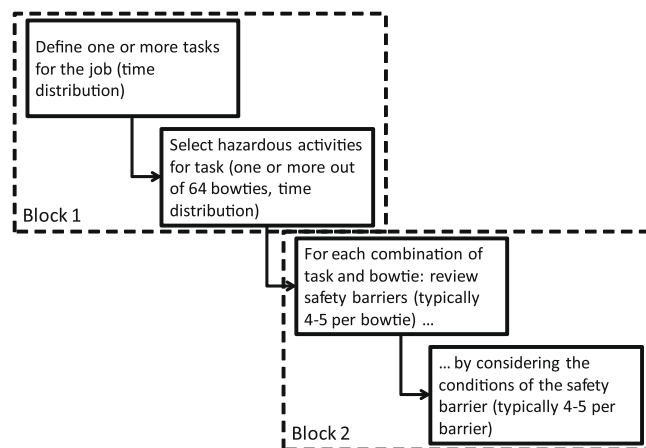 Define one or more tasks
for the job (time
distribution)
Select hazardous activities
for task (one or more out
of 64 bowties, time
distribution)
Block 1
For each combination of
task and bowtie: review
safety barriers (typically
4-5 per bowtie) ...
... by considering the
conditions of the safety
barrier (typically 4-5 per
barrier)
Block 2